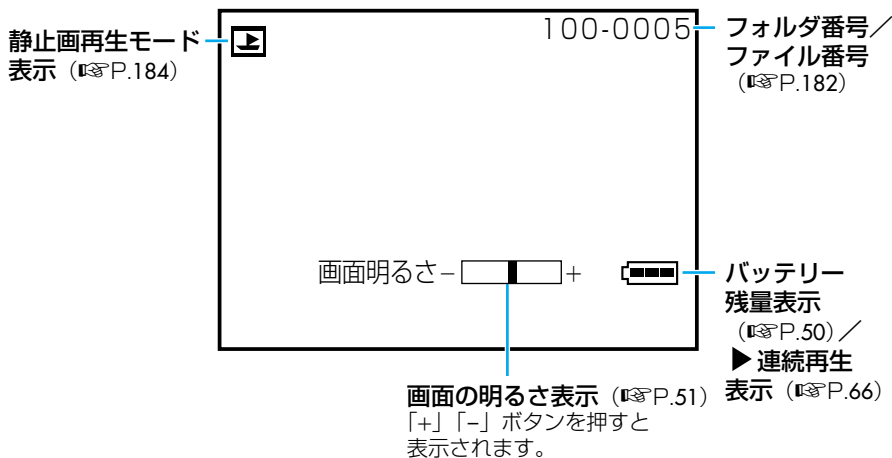 静止画再生モード
表示（☞P.184）
100-0005
フォルダ番号／
ファイル番号
（☞P.182）
画面明るさ−
+
バッテリー
残量表示
（☞P.50）／
▶連続再生
表示（☞P.66）
画面の明るさ表示（☞P.51）
「+」「−」ボタンを押すと
表示されます。